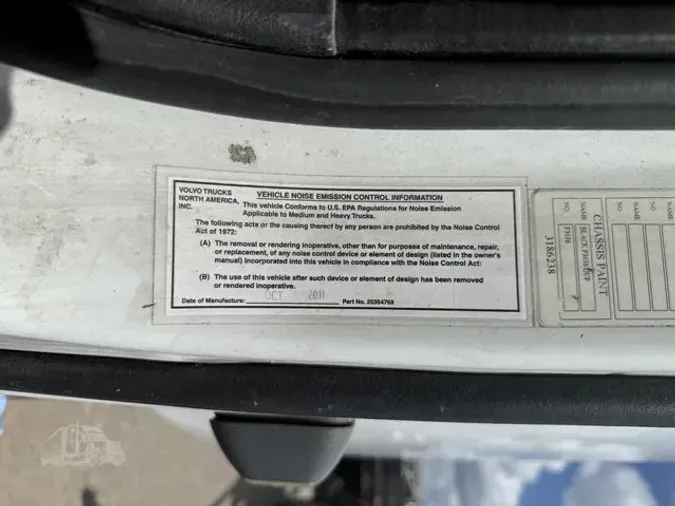 VOLVO TRUCKS
NORTH AMERICA,
INC.
VEHICLE NOISE EMISSION CONTROL INFORMATION
This vehicle Conforms to U.S. EPA Regulations for Noise Emission
Applicable to Medium and Heavy Trucks.
The following acts or the causing thereof by any person are prohibited by the Noise Control
Act of 1972:
(A) The removal or rendering inoperative, other than for purposes of maintenance, repair,
or replacement, of any noise control device or element of design (listed in the owner's
manual) incorporated into this vehicle in compliance with the Noise Control Act:
(B) The use of this vehicle after such device or element of design has been removed
or rendered inoperative.
Date of Manufacture: OCT 2011 Part No. 20354768
CHASSIS PAINT
3186238
NAME
NO.
NAME
NO.